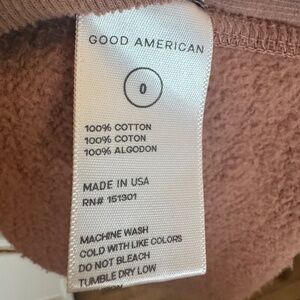 GOOD AMERICAN
0
100% COTTON
100% COTON
100% ALGODON
MADE IN USA
RN# 151301
MACHINE WASH
COLD WITH LIKE COLORS
DO NOT BLEACH
TUMBLE DRY LOW